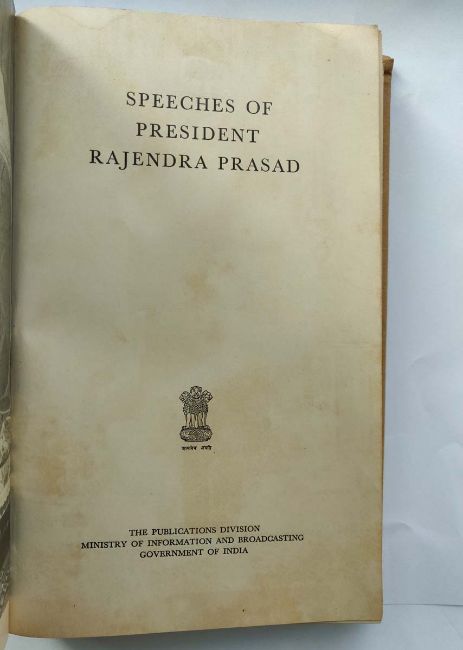 SPEECHES OF
PRESIDENT
RAJENDRA PRASAD
सत्यमेव जयते
THE PUBLICATIONS DIVISION
MINISTRY OF INFORMATION AND BROADCASTING
GOVERNMENT OF INDIA